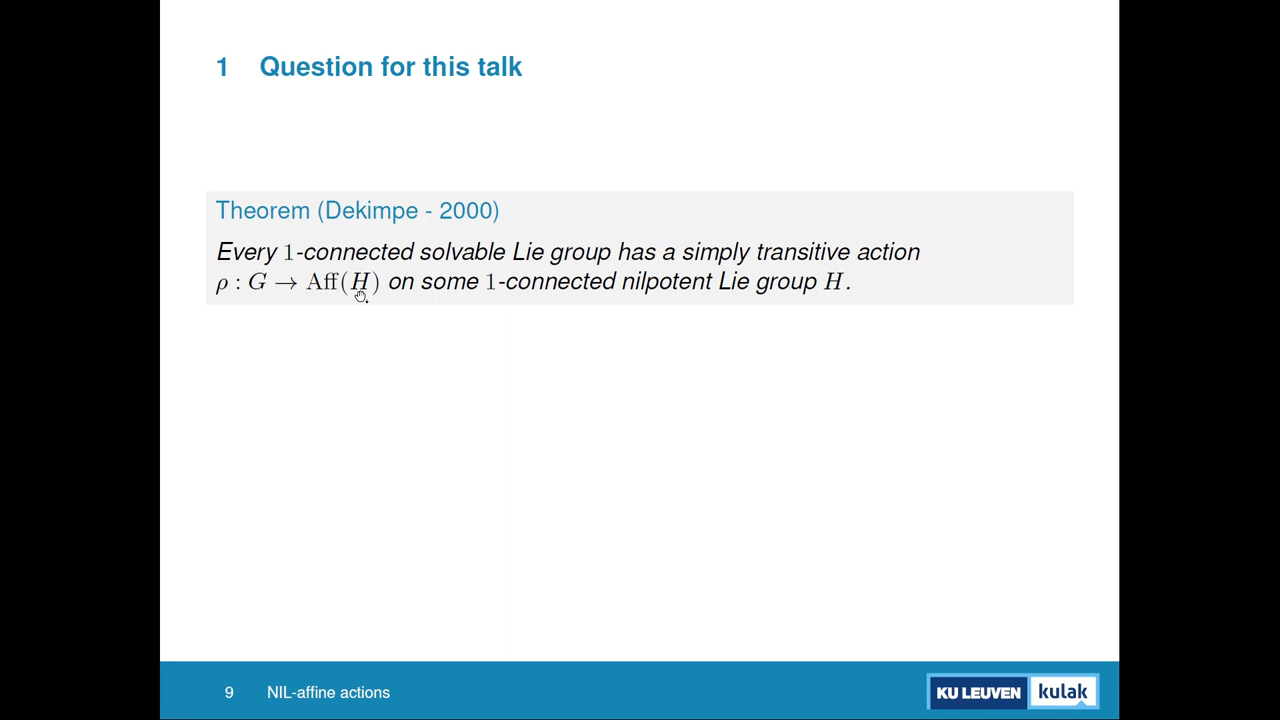 1 Question for this talk
Theorem (Dekimpe - 2000)
Every 1-connected solvable Lie group has a simply transitive action
ρ : G → Aff(H) on some 1-connected nilpotent Lie group H.
9 NIL-affine actions
KU LEUVEN kulak